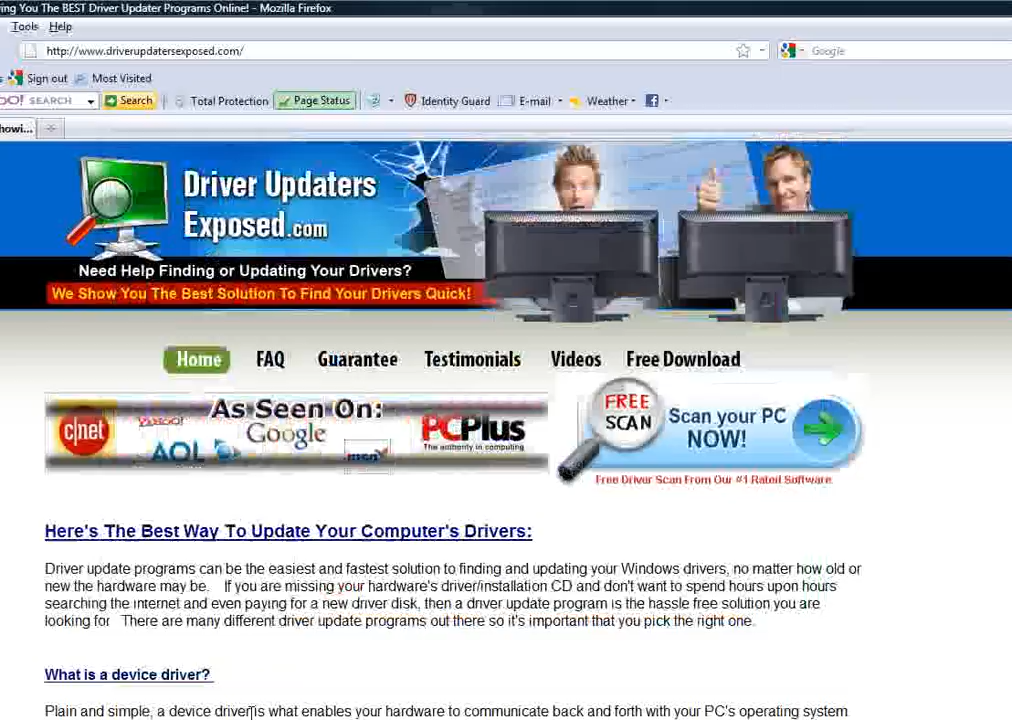 ing You The BEST Driver Updater Programs Online! - Mozilla Firefox
Tools Help
http://www.driverupdatersexposed.com/
Google
s Sign out Most Visited
OO! SEARCH Search Total Protection Page Status Identity Guard E-mail Weather
howi...
Driver Updaters
Exposed.com
Need Help Finding or Updating Your Drivers?
We Show You The Best Solution To Find Your Drivers Quick!
Home FAQ Guarantee Testimonials Videos Free Download
As Seen On:
c|net YAHOO! Google PCPlus
The authority in computing
AOL msn
FREE
SCAN
Scan your PC
NOW!
Free Driver Scan From Our #1 Rated Software
Here's The Best Way To Update Your Computer's Drivers:
Driver update programs can be the easiest and fastest solution to finding and updating your Windows drivers, no matter how old or
new the hardware may be. If you are missing your hardware's driver/installation CD and don't want to spend hours upon hours
searching the internet and even paying for a new driver disk, then a driver update program is the hassle free solution you are
looking for There are many different driver update programs out there so it's important that you pick the right one.
What is a device driver?
Plain and simple, a device driver is what enables your hardware to communicate back and forth with your PC's operating system